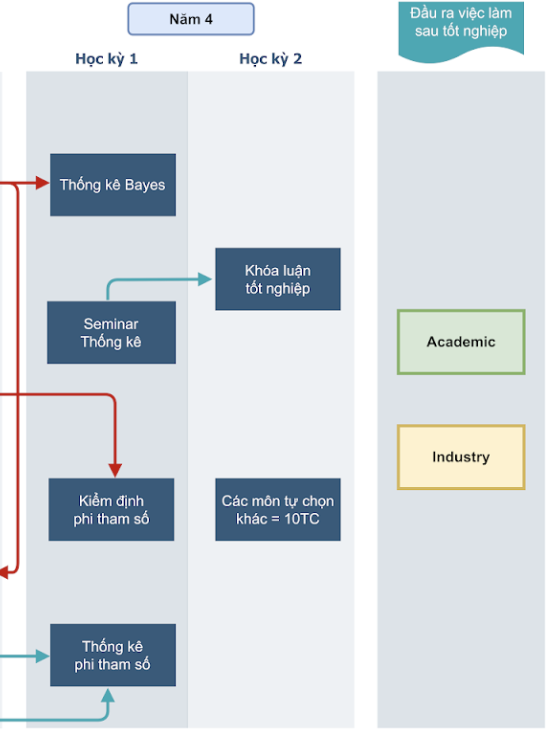 Năm 4
Đầu ra việc làm
sau tốt nghiệp
Học kỳ 1
Học kỳ 2
Thống kê Bayes
Khóa luận
tốt nghiệp
Seminar
Thống kê
Academic
Industry
Kiểm định
phi tham số
Các môn tự chọn
khác = 10TC
Thống kê
phi tham số